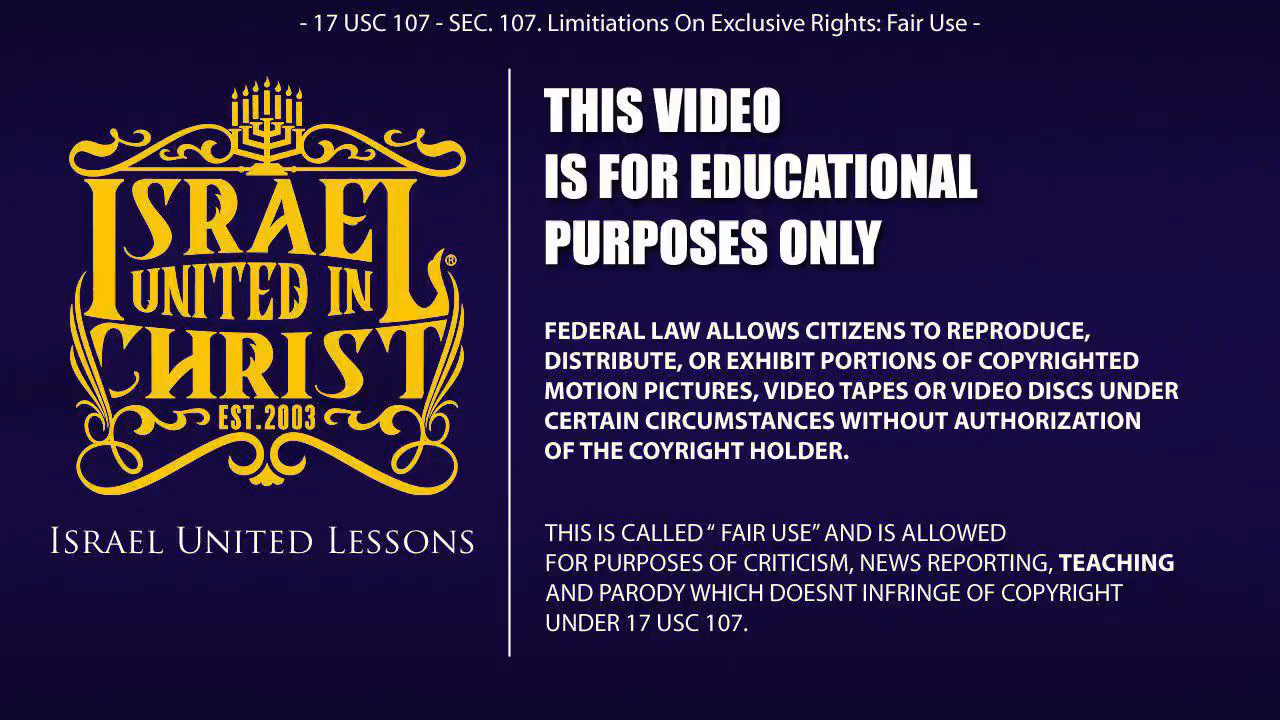 - 17 USC 107 - SEC. 107. Limitiations On Exclusive Rights: Fair Use -
ISRAEL
UNITED IN
CHRIST
EST.2003
®
ISRAEL UNITED LESSONS
THIS VIDEO
IS FOR EDUCATIONAL
PURPOSES ONLY
FEDERAL LAW ALLOWS CITIZENS TO REPRODUCE,
DISTRIBUTE, OR EXHIBIT PORTIONS OF COPYRIGHTED
MOTION PICTURES, VIDEO TAPES OR VIDEO DISCS UNDER
CERTAIN CIRCUMSTANCES WITHOUT AUTHORIZATION
OF THE COYRIGHT HOLDER.
THIS IS CALLED “ FAIR USE” AND IS ALLOWED
FOR PURPOSES OF CRITICISM, NEWS REPORTING, TEACHING
AND PARODY WHICH DOESNT INFRINGE OF COPYRIGHT
UNDER 17 USC 107.